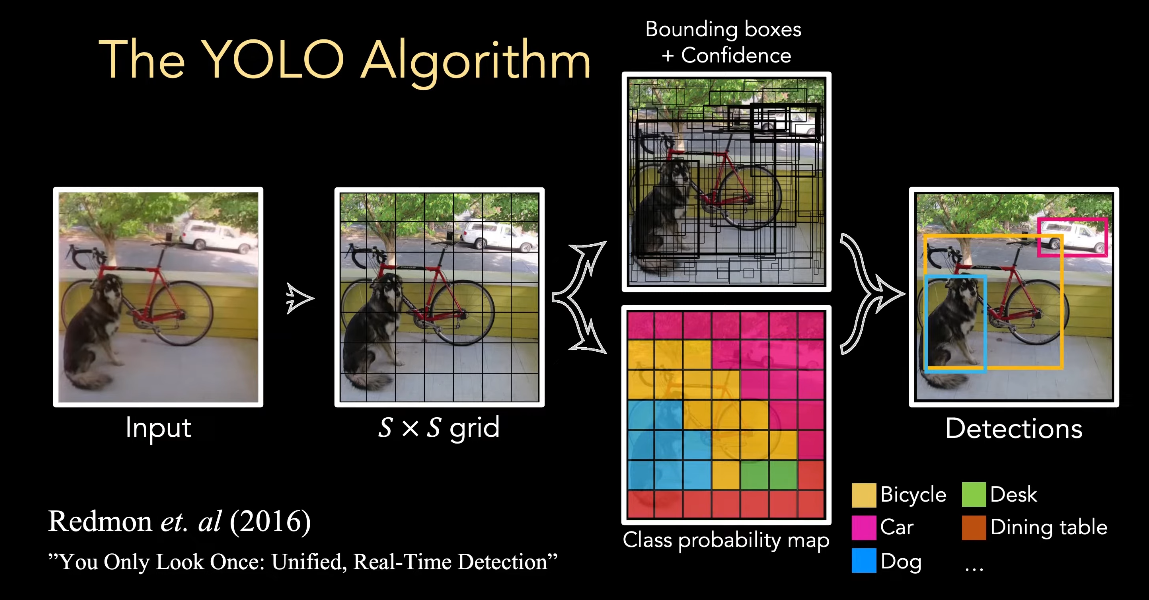 The YOLO Algorithm
Bounding boxes
+ Confidence
Input
S × S grid
Class probability map
Detections
Bicycle
Desk
Car
Dining table
Dog
...
Redmon et. al (2016)
”You Only Look Once: Unified, Real-Time Detection”